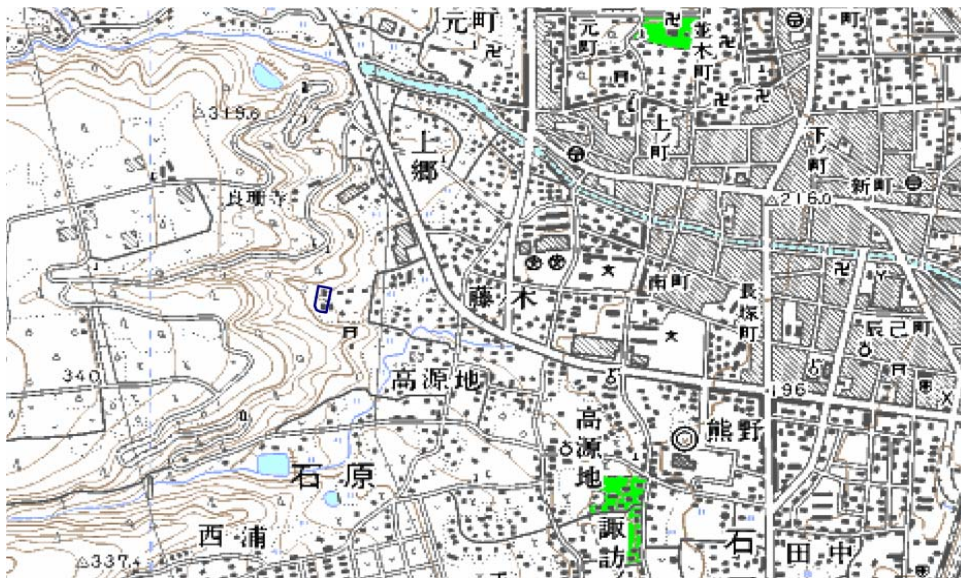 元町
元町
並木町
町
△319.6
上郷
上ノ町
下ノ町
新町
良珊寺
△216.0
南町
藤木
長塚町
辰己町
340
高源地
196
高源地
熊野
石原
西浦
諏訪
石
田中
△337.4